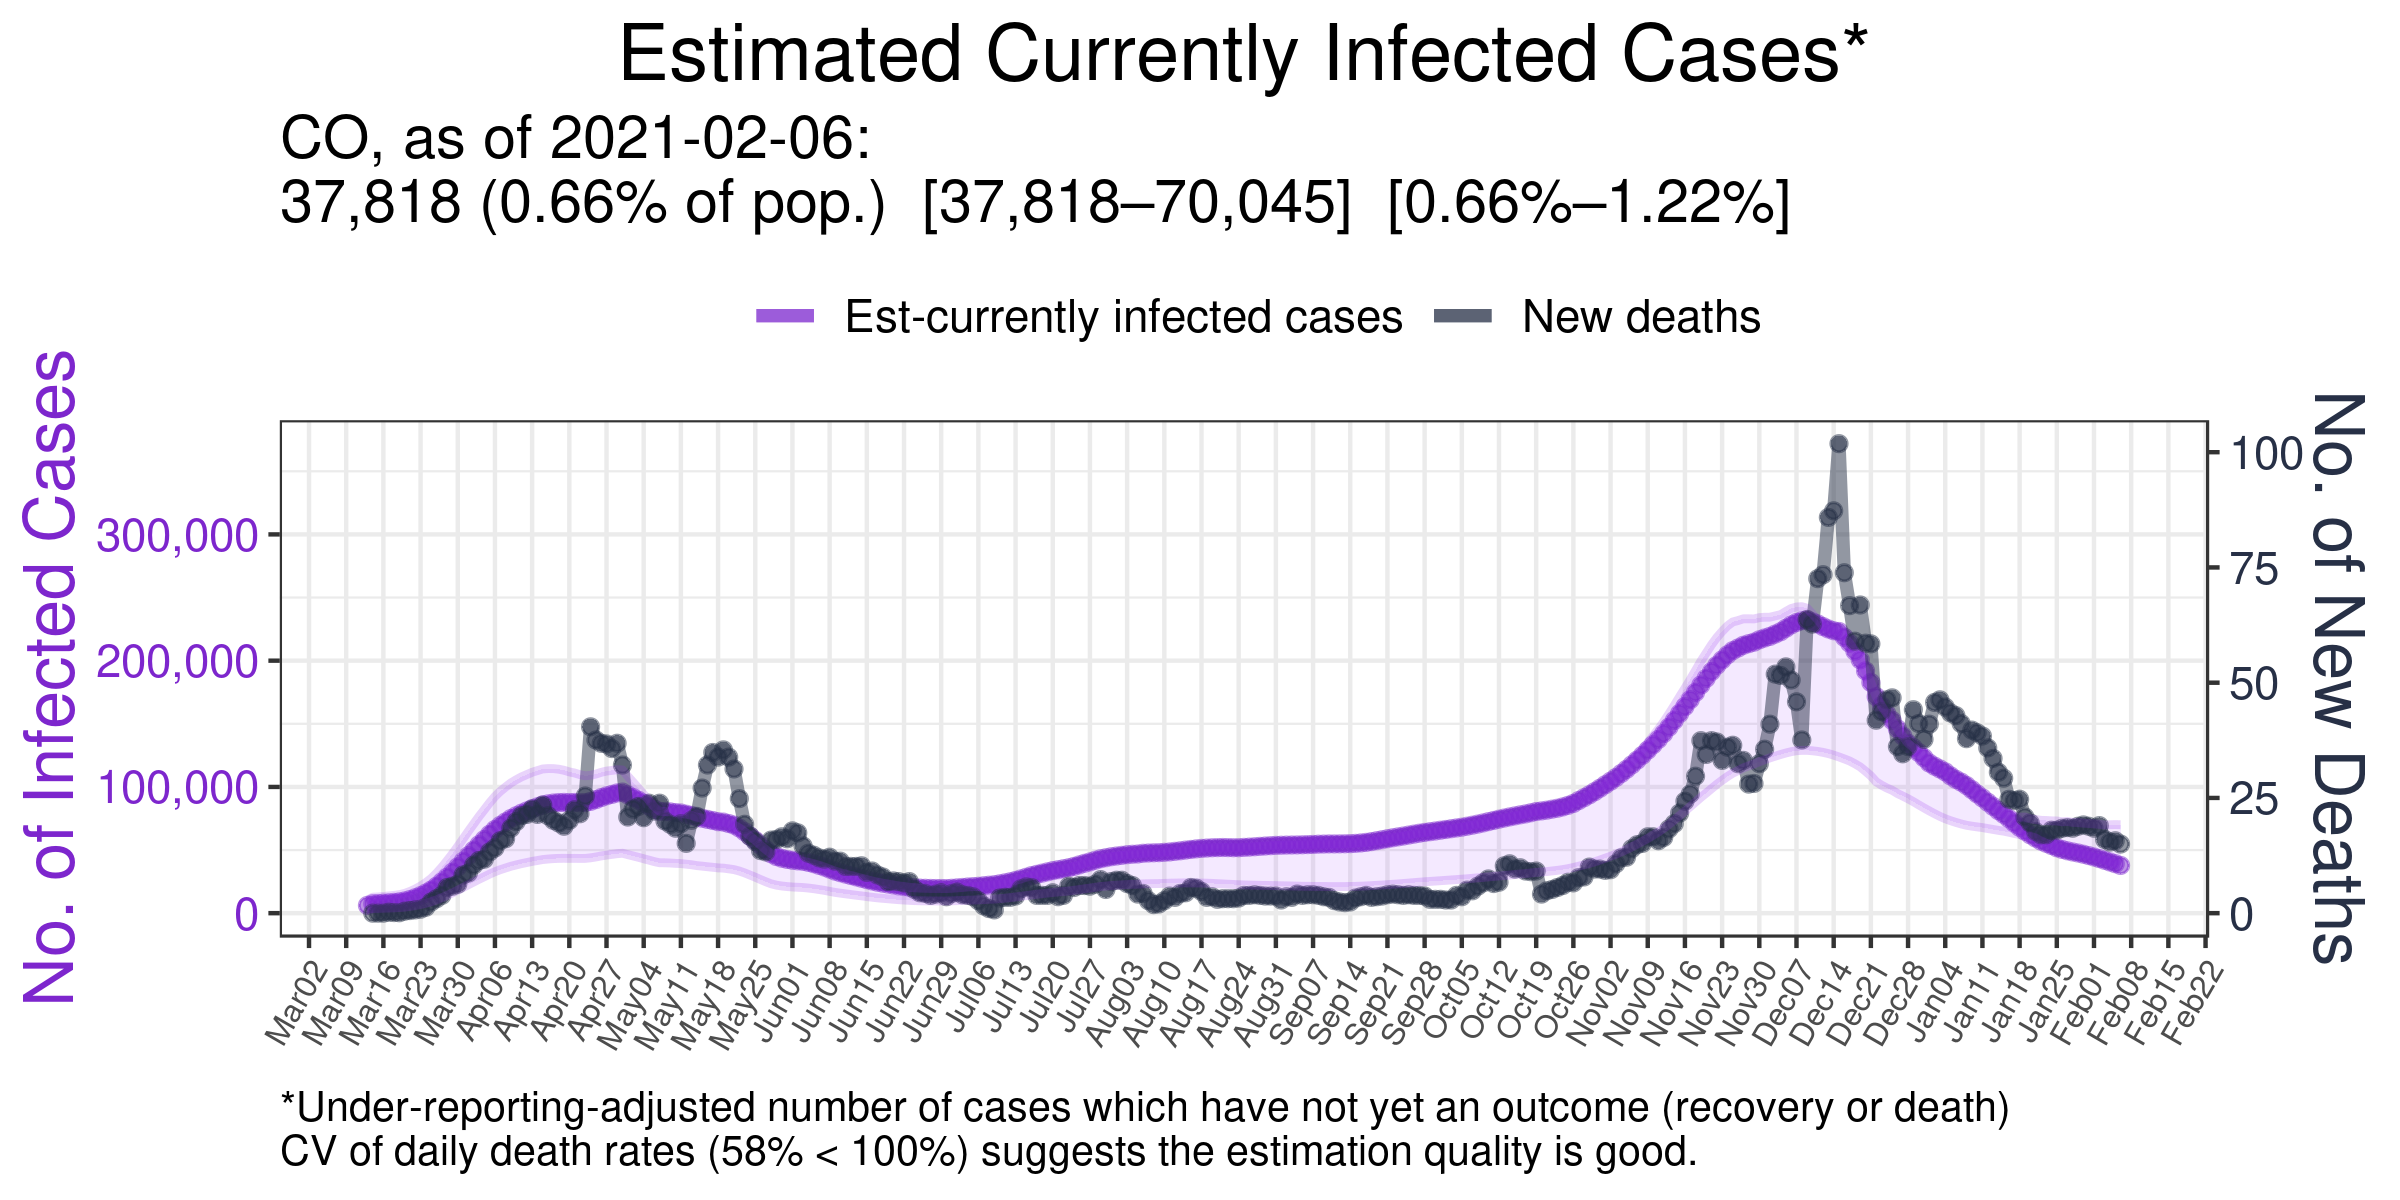 Estimated Currently Infected Cases*
CO, as of 2021-02-06:
37,818 (0.66% of pop.) [37,818–70,045] [0.66%–1.22%]
Est-currently infected cases New deaths
No. of Infected Cases
300,000
200,000
100,000
0
100
75
50
25
0
No. of New Deaths
Mar02 Mar09 Mar16 Mar23 Mar30 Apr06 Apr13 Apr20 Apr27 May04 May11 May18 May25 Jun01 Jun08 Jun15 Jun22 Jun29 Jul06 Jul13 Jul20 Jul27 Aug03 Aug10 Aug17 Aug24 Aug31 Sep07 Sep14 Sep21 Sep28 Oct05 Oct12 Oct19 Oct26 Nov02 Nov09 Nov16 Nov23 Nov30 Dec07 Dec14 Dec21 Dec28 Jan04 Jan11 Jan18 Jan25 Feb01 Feb08 Feb15 Feb22
*Under-reporting-adjusted number of cases which have not yet an outcome (recovery or death)
CV of daily death rates (58% < 100%) suggests the estimation quality is good.